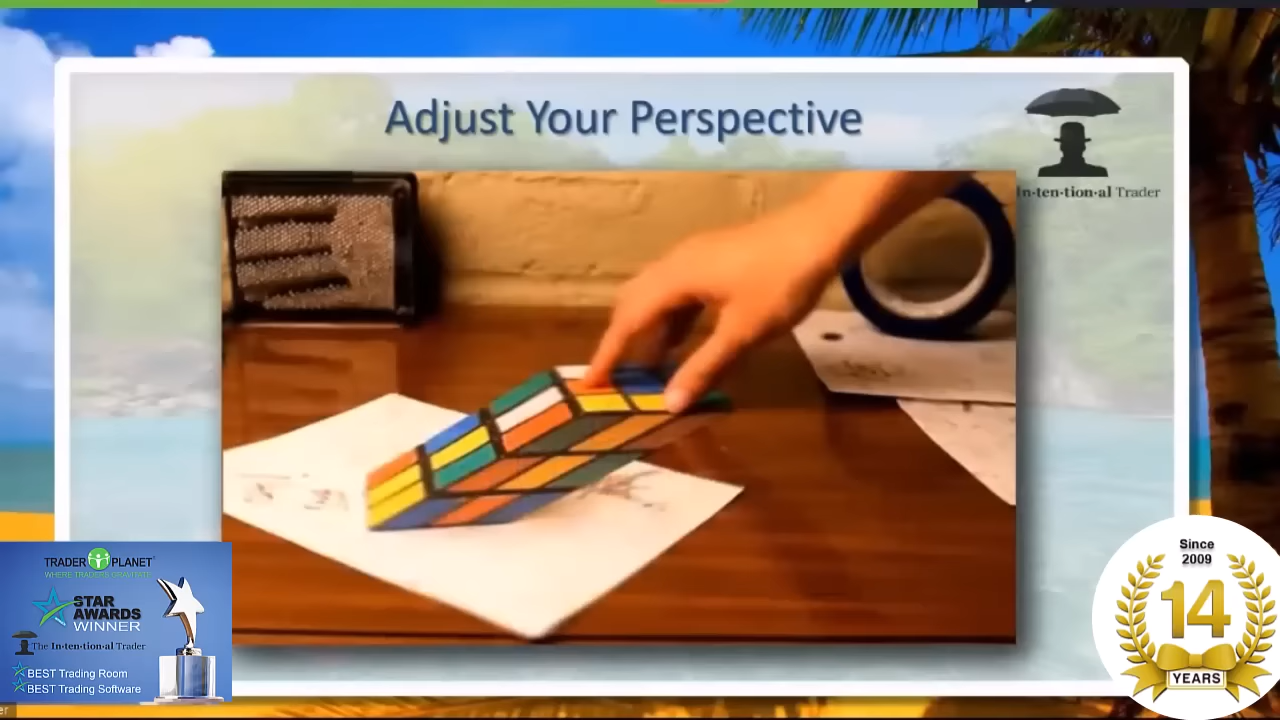 Adjust Your Perspective
In·ten·tion·al Trader
Since
2009
14
YEARS
TRADER PLANET
WHERE TRADERS GRAVITATE
STAR
AWARDS
WINNER
The In·ten·tion·al Trader
BEST Trading Room
BEST Trading Software
er